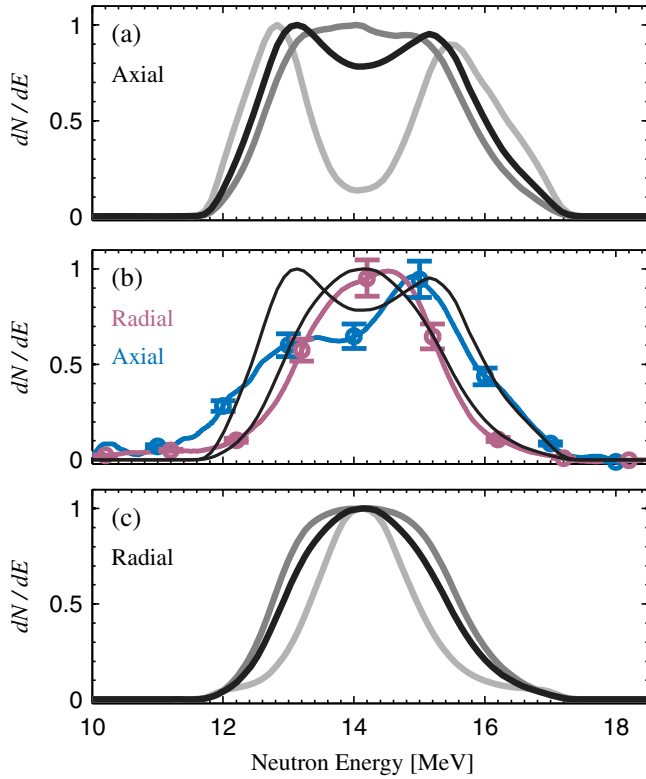 1
(a)
Axial
0.5
dN / dE
0
1
(b)
Radial
Axial
0.5
dN / dE
0
1
(c)
Radial
0.5
dN / dE
0
10 12 14 16 18
Neutron Energy [MeV]